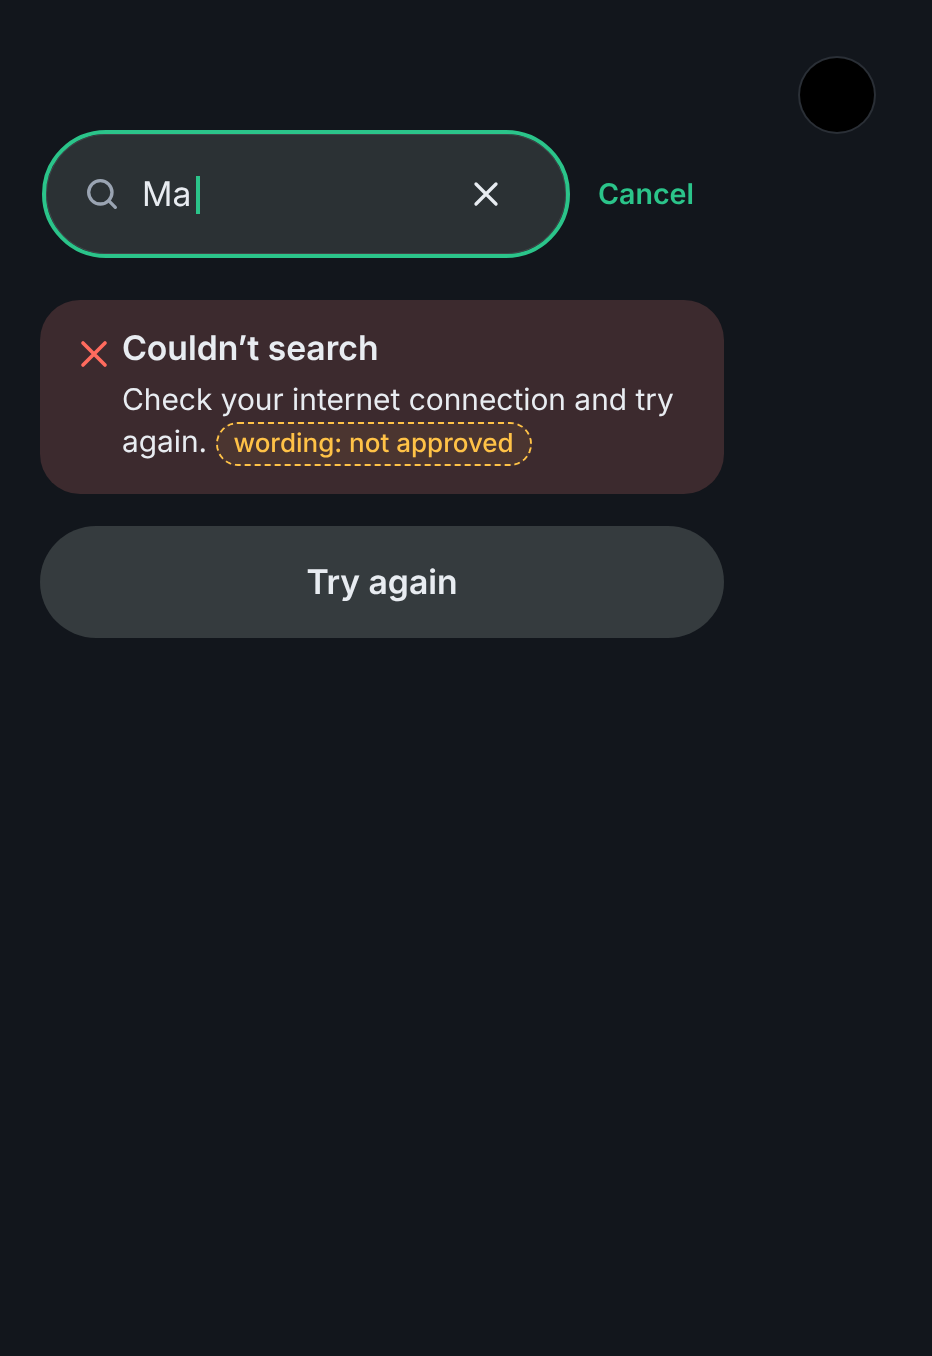 Ma
Cancel
Couldn’t search
Check your internet connection and try
again. wording: not approved
Try again